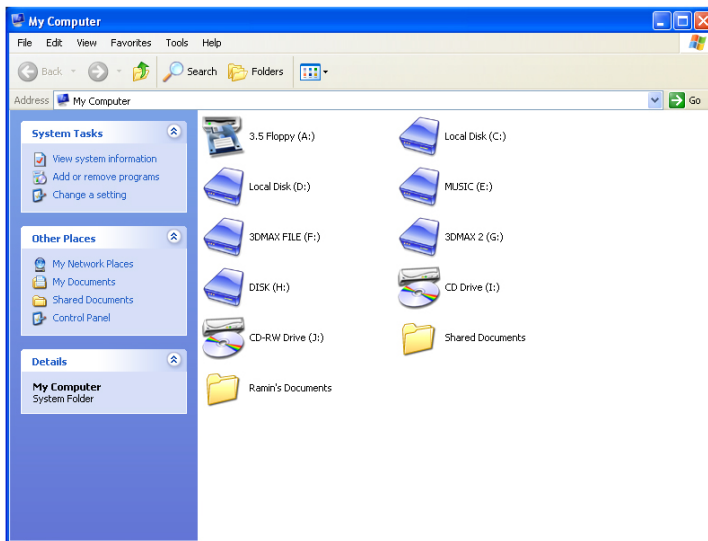 My Computer
File Edit View Favorites Tools Help
Back Search Folders
Address My Computer Go
System Tasks
View system information
Add or remove programs
Change a setting
Other Places
My Network Places
My Documents
Shared Documents
Control Panel
Details
My Computer
System Folder
3.5 Floppy (A:) Local Disk (C:)
Local Disk (D:) MUSIC (E:)
3DMAX FILE (F:) 3DMAX 2 (G:)
DISK (H:) CD Drive (I:)
CD-RW Drive (J:) Shared Documents
Ramin's Documents